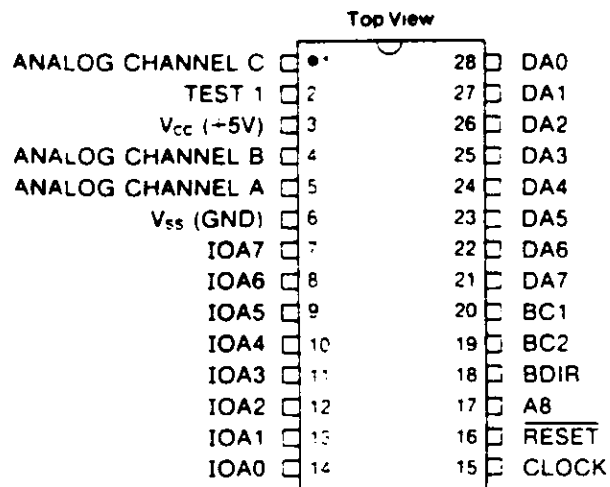 Top View
ANALOG CHANNEL C 1 28 DA0
TEST 1 2 27 DA1
Vcc (+5V) 3 26 DA2
ANALOG CHANNEL B 4 25 DA3
ANALOG CHANNEL A 5 24 DA4
Vss (GND) 6 23 DA5
IOA7 7 22 DA6
IOA6 8 21 DA7
IOA5 9 20 BC1
IOA4 10 19 BC2
IOA3 11 18 BDIR
IOA2 12 17 A8
IOA1 13 16 RESET
IOA0 14 15 CLOCK